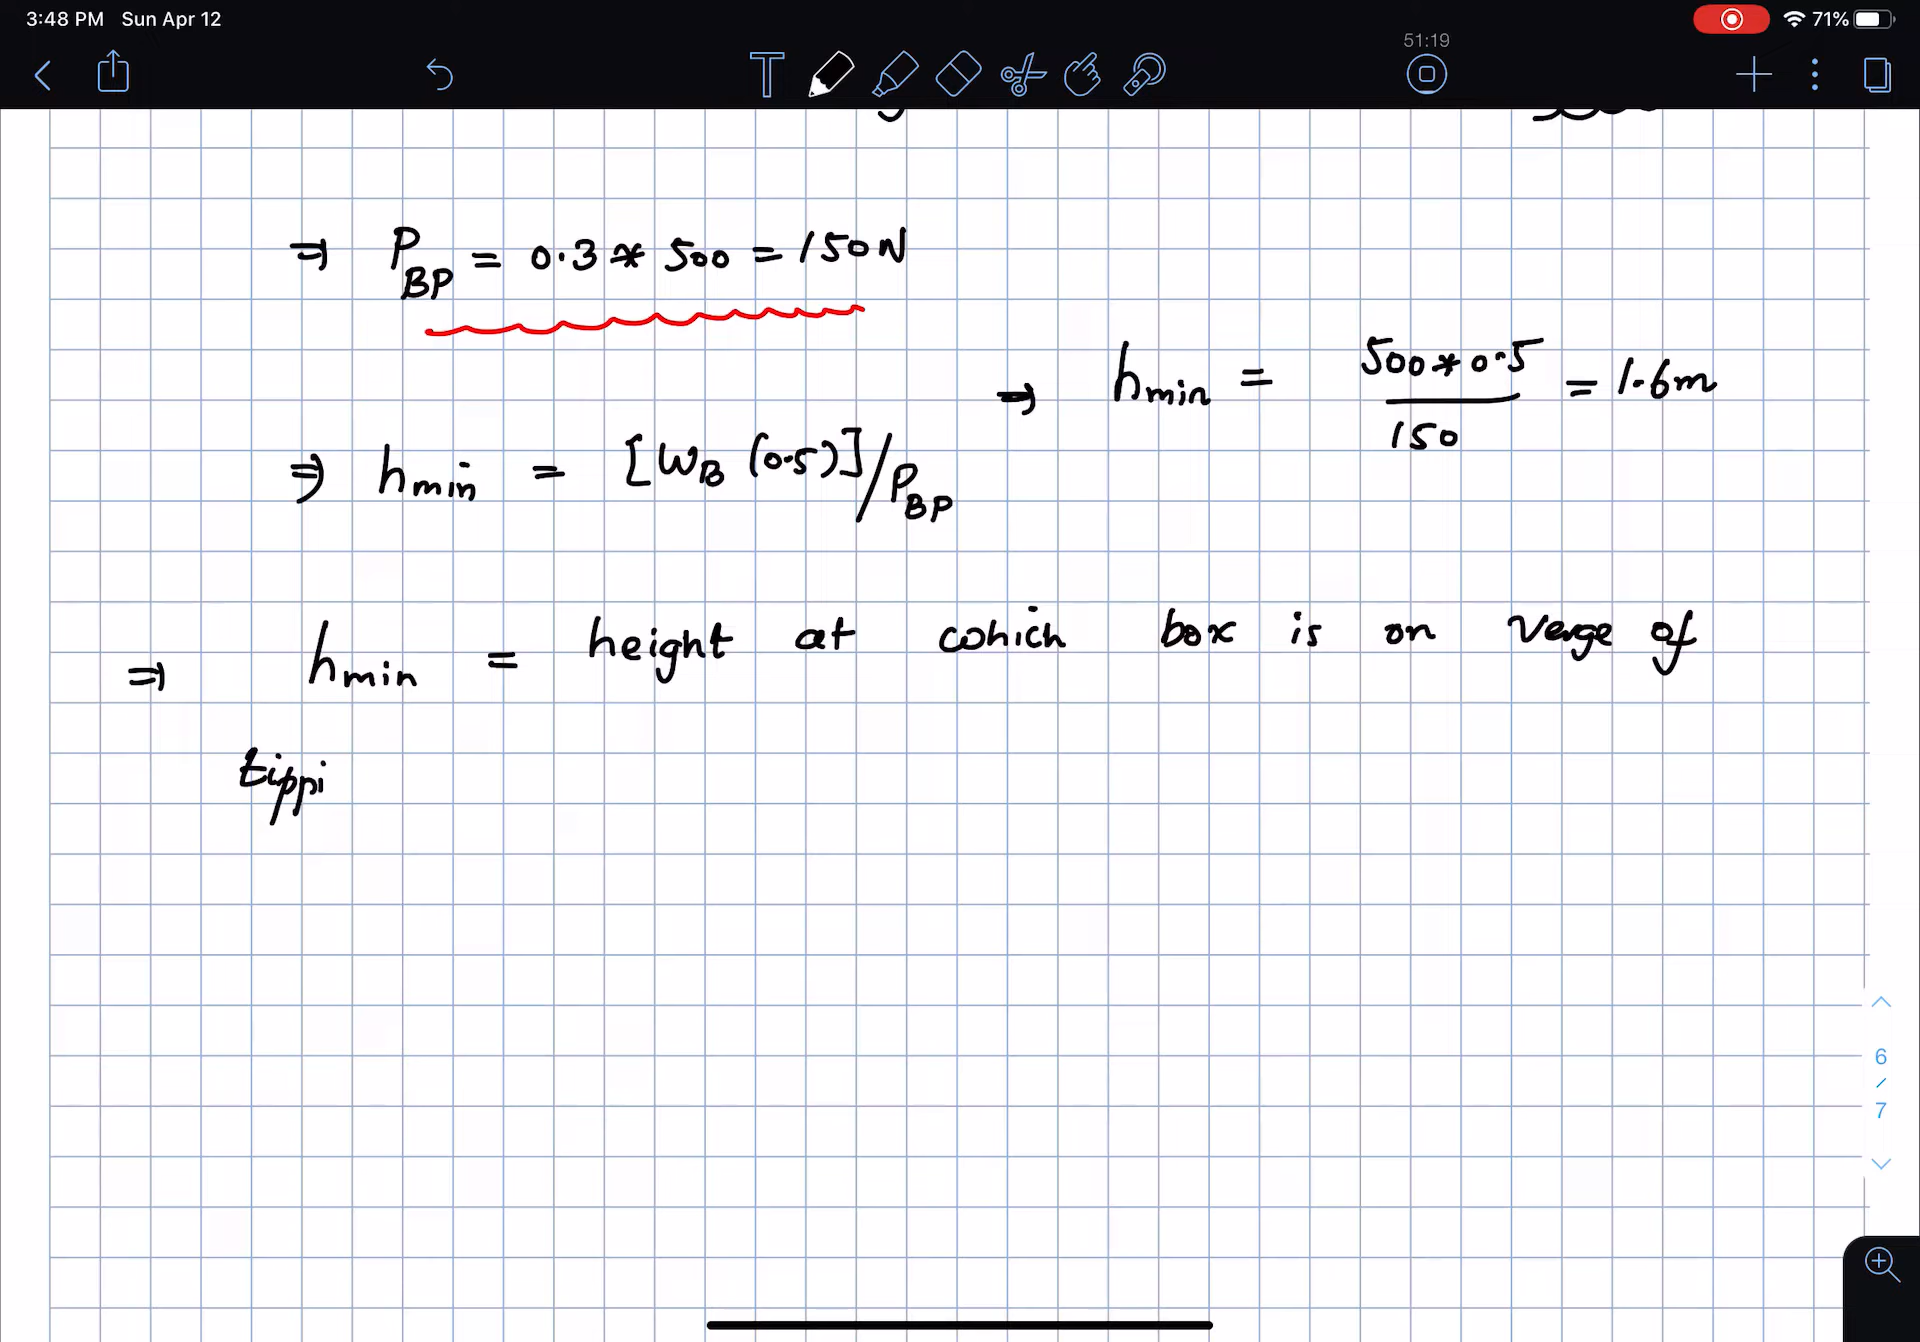 3:48 PM Sun Apr 12
71%
51:19
⇒ P_BP = 0.3 * 500 = 150N
→ h_min = 500*0.5 / 150 = 1.6m
⇒ h_min = [W_B (0.5)]/P_BP
⇒ h_min = height at which box is on verge of
tippi
6
/
7